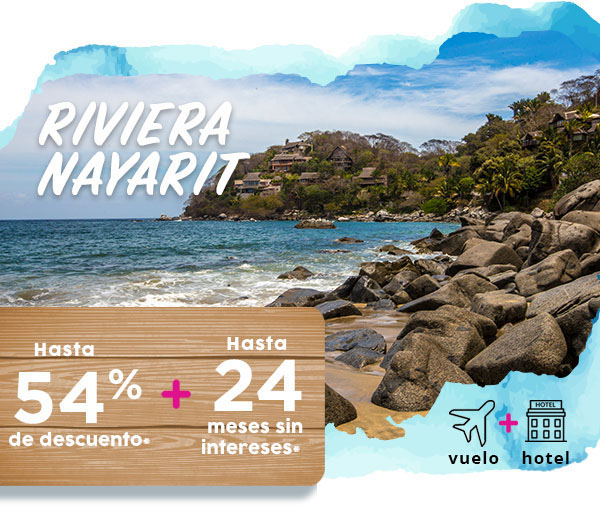 RIVIERA
NAYARIT
Hasta
54%
de descuento•
+
Hasta
24
meses sin
intereses•
HOTEL
+
vuelo
hotel